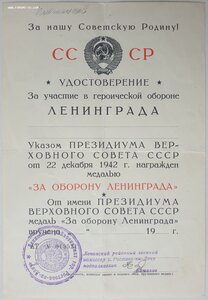 За нашу Советскую Родину!
СС СР
УДОСТОВЕРЕНИЕ
За участие в героической обороне
ЛЕНИНГРАДА
Указом ПРЕЗИДИУМА ВЕР-
ХОВНОГО СОВЕТА СССР
от 22 декабря 1942 г. награжден
медалью
«ЗА ОБОРОНУ ЛЕНИНГРАДА»
От имени ПРЕЗИДИУМА
ВЕРХОВНОГО СОВЕТА СССР
медаль «За оборону Ленинграда»
вручена „ " 19 г.